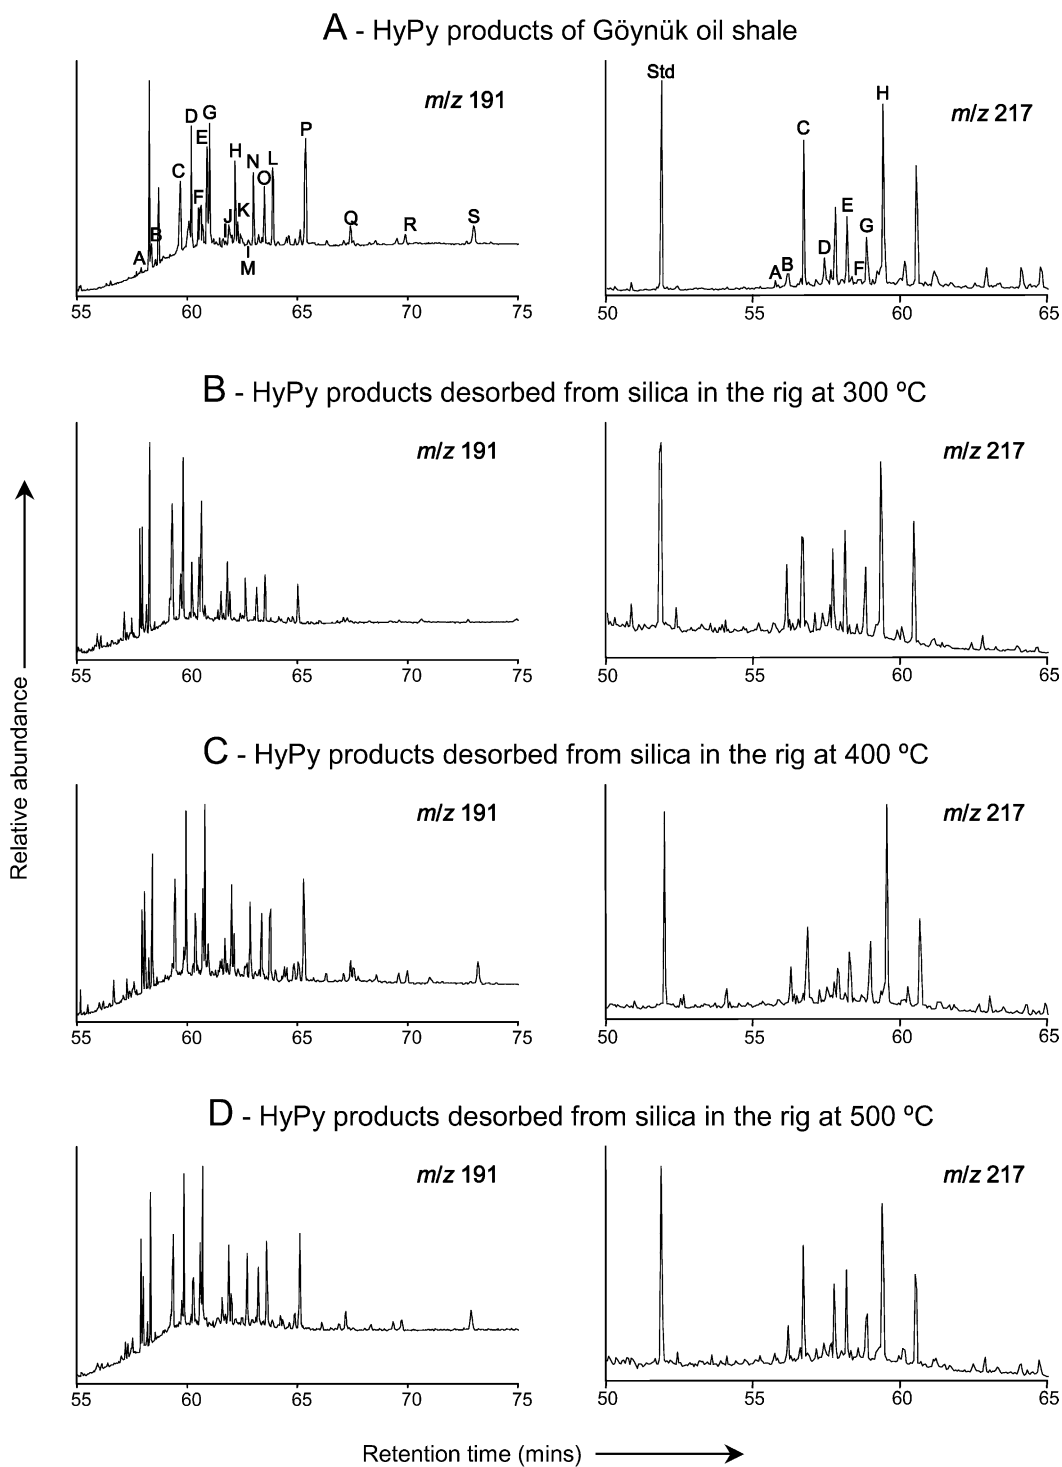 A - HyPy products of Göynük oil shale
m/z 191
A
B
C
D
F
E
G
J
H
K
M
N
O
L
P
Q
R
S
55 60 65 70 75
m/z 217
Std
A
B
C
D
E
F
G
H
50 55 60 65
B - HyPy products desorbed from silica in the rig at 300 ºC
m/z 191
55 60 65 70 75
m/z 217
50 55 60 65
C - HyPy products desorbed from silica in the rig at 400 ºC
m/z 191
55 60 65 70 75
m/z 217
50 55 60 65
D - HyPy products desorbed from silica in the rig at 500 ºC
m/z 191
55 60 65 70 75
m/z 217
50 55 60 65
Relative abundance
Retention time (mins)